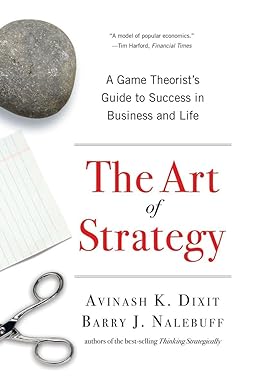 "A model of popular economics."
—Tim Harford, Financial Times
A Game Theorist's
Guide to Success in
Business and Life
The Art
of
Strategy
Avinash K. Dixit
Barry J. Nalebuff
authors of the best-selling Thinking Strategically